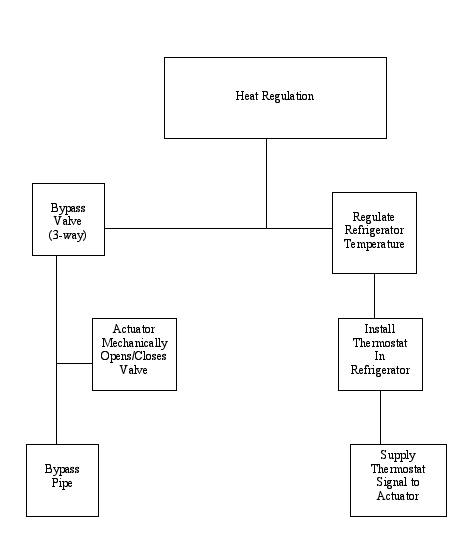 Heat Regulation
Bypass
Valve
(3-way)
Regulate
Refrigerator
Temperature
Actuator
Mechanically
Opens/Closes
Valve
Install
Thermostat
In
Refrigerator
Bypass
Pipe
Supply
Thermostat
Signal to
Actuator